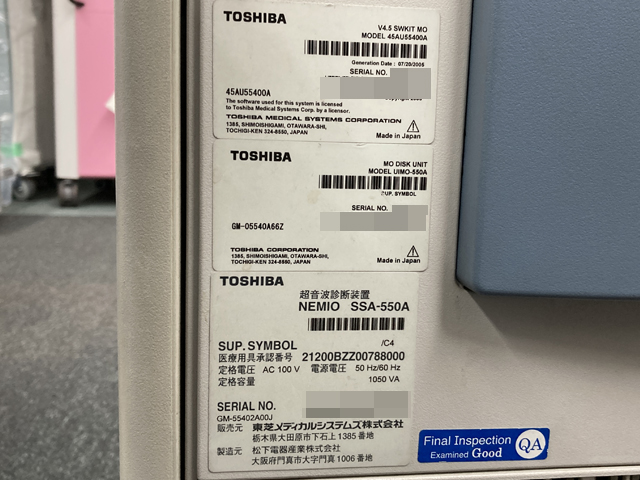 TOSHIBA
V4.5 SWKIT MO
MODEL 45AU55400A
Generation Date : 07/20/2006
SERIAL NO.
45AU55400A
The software used for this system is licensed
to Toshiba Medical Systems Corp. by a licensor.
TOSHIBA MEDICAL SYSTEMS CORPORATION
1385, SHIMOISHIGAMI, OTAWARA-SHI,
TOCHIGI-KEN 324-8550, JAPAN
Made in Japan
TOSHIBA
MO DISK UNIT
MODEL UIMO-550A
SUP. SYMBOL
SERIAL NO.
GM-05540A66Z
TOSHIBA CORPORATION
1385, SHIMOISHIGAMI, OTAWARA-SHI,
TOCHIGI-KEN 324-8550, JAPAN
Made in Japan
TOSHIBA
超音波診断装置
NEMIO SSA-550A
SUP. SYMBOL /C4
医療用具承認番号 21200BZZ00788000
定格電圧 AC 100 V 電源電圧 50 Hz/60 Hz
定格容量 1050 VA
SERIAL NO.
GM-55402A00J
販売元 東芝メディカルシステムズ株式会社
栃木県大田原市下石上1385番地
製造元 松下電器産業株式会社
大阪府門真市大字門真1006番地
Final Inspection
Examined Good
QA